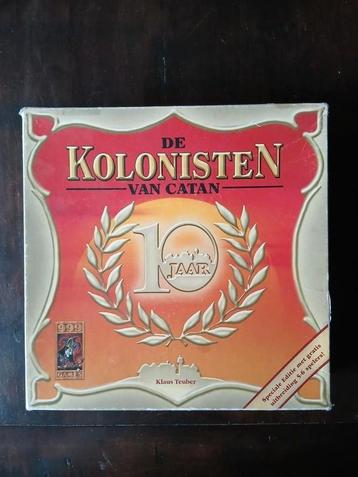 DE
KOLONISTEN
VAN CATAN
10
JAAR
999
GAMES
Klaus Teuber
Speciale Editie met gratis
uitbreiding 5-6 spelers!